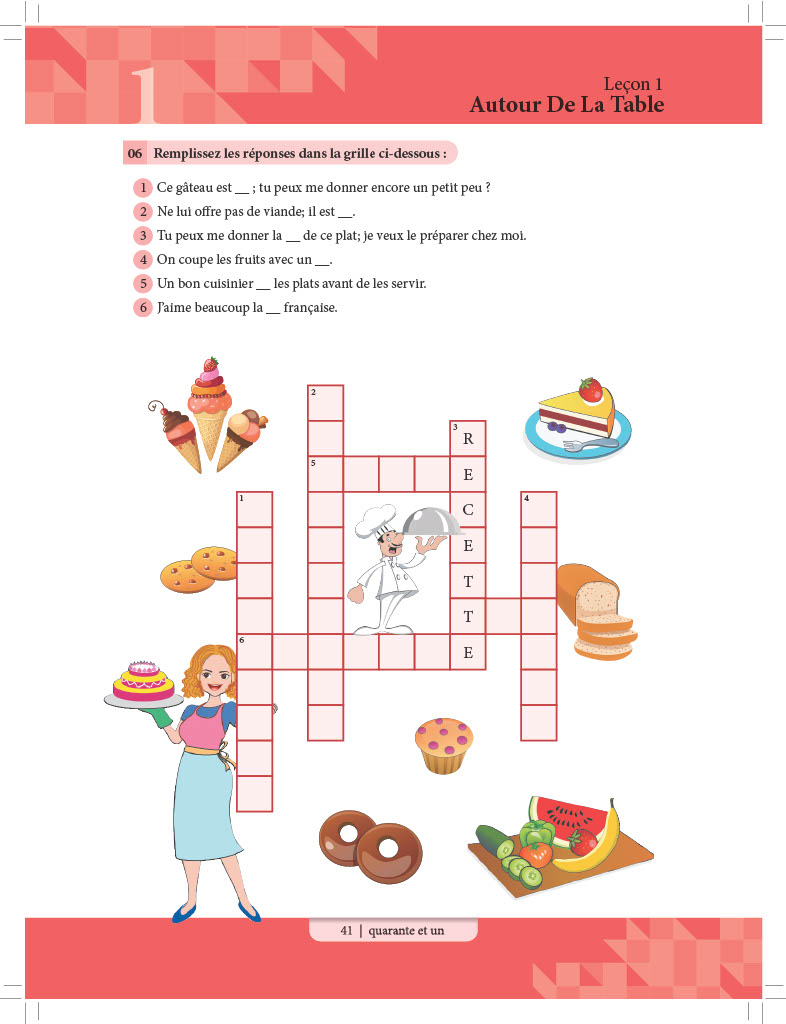 1
Leçon 1
Autour De La Table
06 Remplissez les réponses dans la grille ci-dessous :
1 Ce gâteau est __ ; tu peux me donner encore un petit peu ?
2 Ne lui offre pas de viande; il est __.
3 Tu peux me donner la __ de ce plat; je veux le préparer chez moi.
4 On coupe les fruits avec un __.
5 Un bon cuisinier __ les plats avant de les servir.
6 J'aime beaucoup la __ française.
2
3 R
5 E
1 C 4
E
T
T
6 E
41 | quarante et un